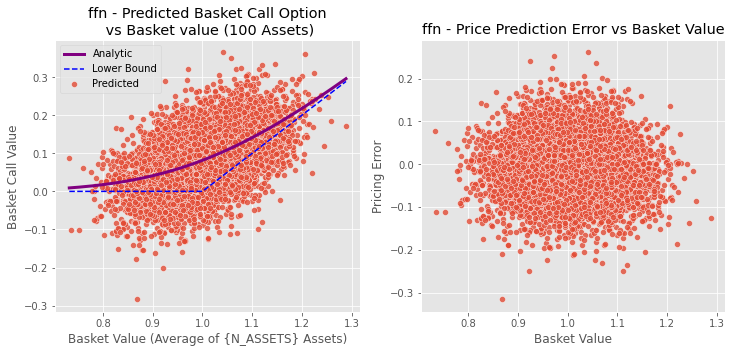 ffn - Predicted Basket Call Option
vs Basket value (100 Assets)
Analytic
Lower Bound
Predicted
Basket Call Value
0.3
0.2
0.1
0.0
−0.1
−0.2
−0.3
0.8 0.9 1.0 1.1 1.2 1.3
Basket Value (Average of {N_ASSETS} Assets)
ffn - Price Prediction Error vs Basket Value
Pricing Error
0.2
0.1
0.0
−0.1
−0.2
−0.3
0.8 0.9 1.0 1.1 1.2 1.3
Basket Value